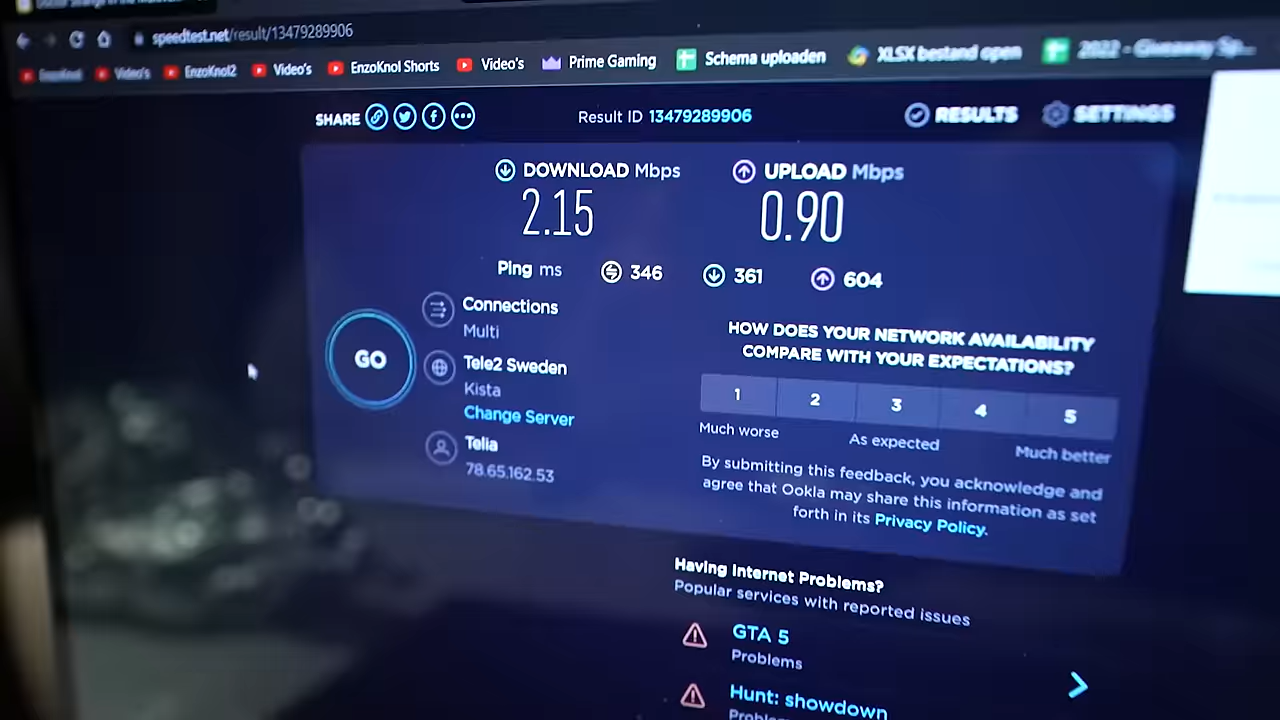 speedtest.net/result/13479289906
EnzoKnol Video's EnzoKnol2 Video's EnzoKnol Shorts Video's Prime Gaming Schema uploaden XLSX bestand open 2022 - Giveaway
SHARE Result ID 13479289906 RESULTS SETTINGS
DOWNLOAD Mbps UPLOAD Mbps
2.15 0.90
Ping ms 346 361 604
GO
Connections
Multi
Tele2 Sweden
Kista
Change Server
Telia
78.65.162.53
HOW DOES YOUR NETWORK AVAILABILITY
COMPARE WITH YOUR EXPECTATIONS?
1 2 3 4 5
Much worse As expected Much better
By submitting this feedback, you acknowledge and
agree that Ookla may share this information as set
forth in its Privacy Policy.
Having Internet Problems?
Popular services with reported issues
GTA 5
Problems
Hunt: showdown